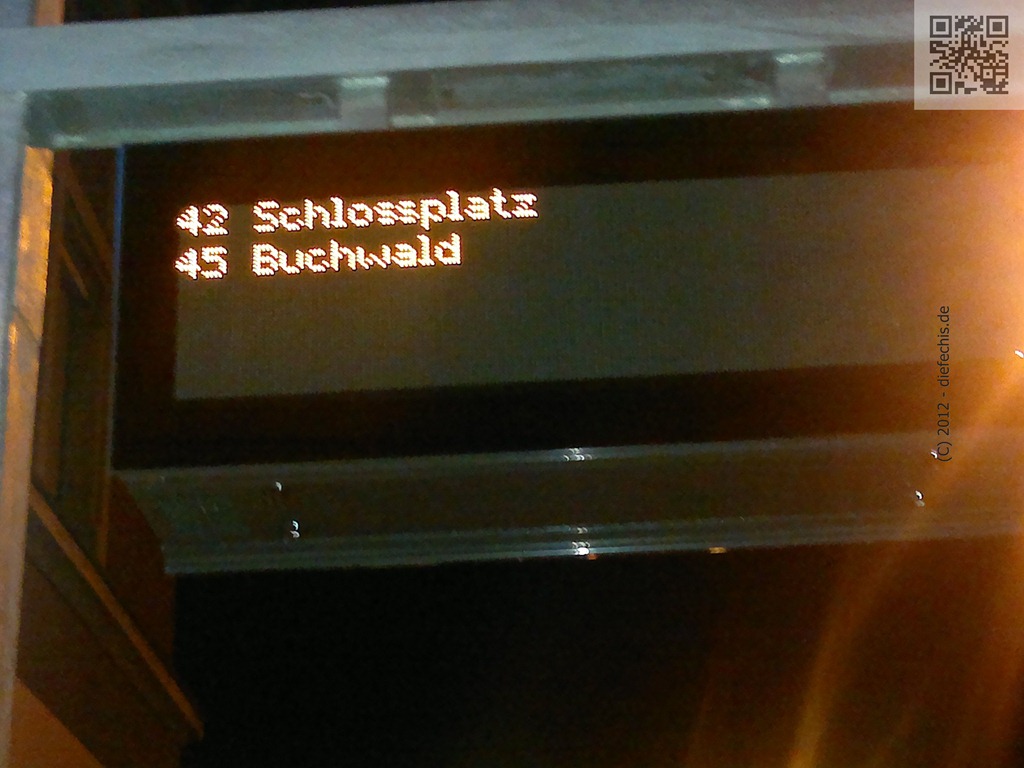 42 Schlossplatz
45 Buchwald
(C) 2012 - diefechis.de